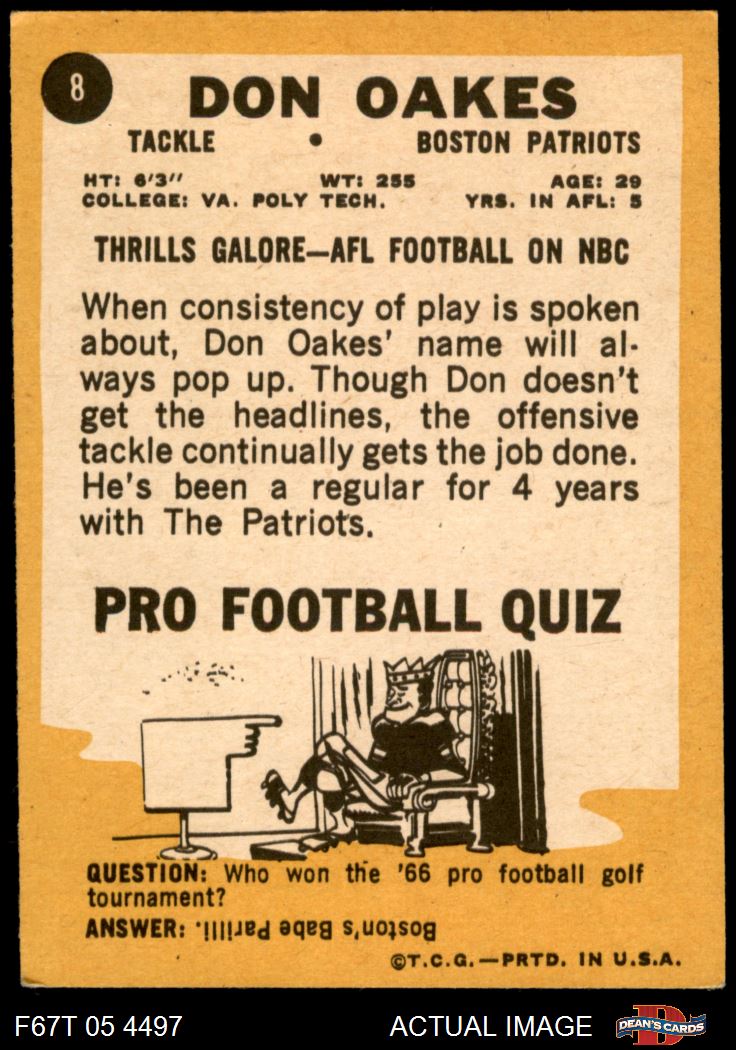 8
DON OAKES
TACKLE • BOSTON PATRIOTS
HT: 6'3" WT: 255 AGE: 29
COLLEGE: VA. POLY TECH. YRS. IN AFL: 5
THRILLS GALORE—AFL FOOTBALL ON NBC
When consistency of play is spoken
about, Don Oakes' name will al-
ways pop up. Though Don doesn't
get the headlines, the offensive
tackle continually gets the job done.
He's been a regular for 4 years
with The Patriots.
PRO FOOTBALL QUIZ
QUESTION: Who won the '66 pro football golf
tournament?
ANSWER: Boston's Babe Parilli.
©T.C.G.—PRTD. IN U.S.A.
F67T 05 4497 ACTUAL IMAGE DEAN'S CARDS